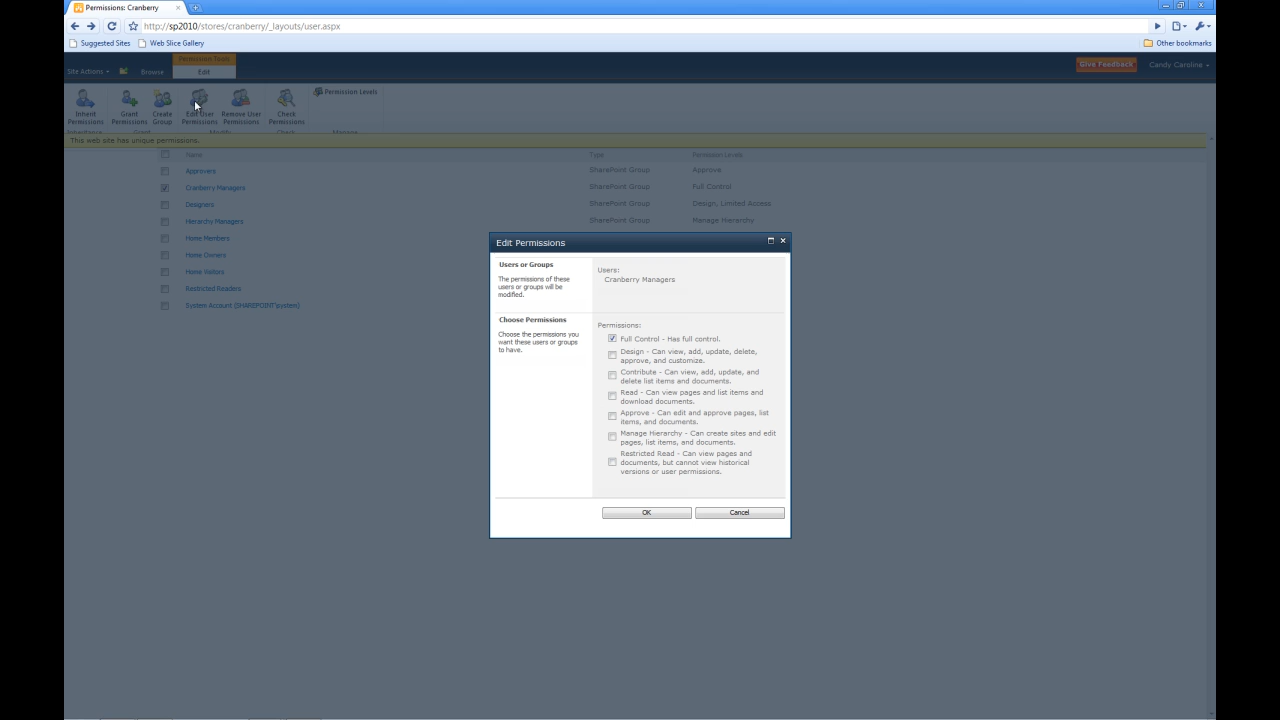 Permissions: Cranberry
http://sp2010/stores/cranberry/_layouts/user.aspx
Suggested Sites Web Slice Gallery Other bookmarks
Permission Tools
Site Actions Browse Edit Give Feedback Candy Caroline
Inherit Permissions Grant Permissions Create Group Edit User Permissions Remove User Permissions Check Permissions Permission Levels
Inheritance Grant Modify Check Manage
This web site has unique permissions.
Name Type Permission Levels
Approvers SharePoint Group Approve
Cranberry Managers SharePoint Group Full Control
Designers SharePoint Group Design, Limited Access
Hierarchy Managers SharePoint Group Manage Hierarchy
Home Members
Home Owners
Home Visitors
Restricted Readers
System Account (SHAREPOINT\system)
Edit Permissions
Users or Groups
The permissions of these
users or groups will be
modified.
Users:
Cranberry Managers
Choose Permissions
Choose the permissions you
want these users or groups
to have.
Permissions:
Full Control - Has full control.
Design - Can view, add, update, delete,
approve, and customize.
Contribute - Can view, add, update, and
delete list items and documents.
Read - Can view pages and list items and
download documents.
Approve - Can edit and approve pages, list
items, and documents.
Manage Hierarchy - Can create sites and edit
pages, list items, and documents.
Restricted Read - Can view pages and
documents, but cannot view historical
versions or user permissions.
OK Cancel